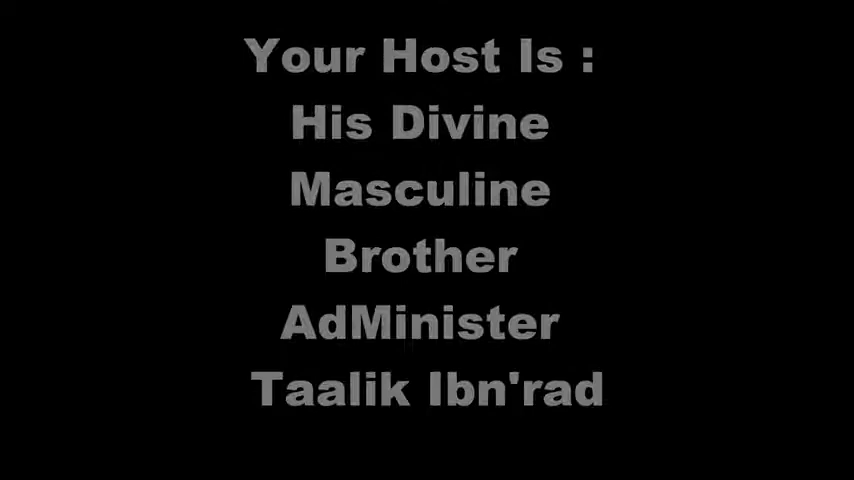 Your Host Is :
His Divine
Masculine
Brother
AdMinister
Taalik Ibn'rad